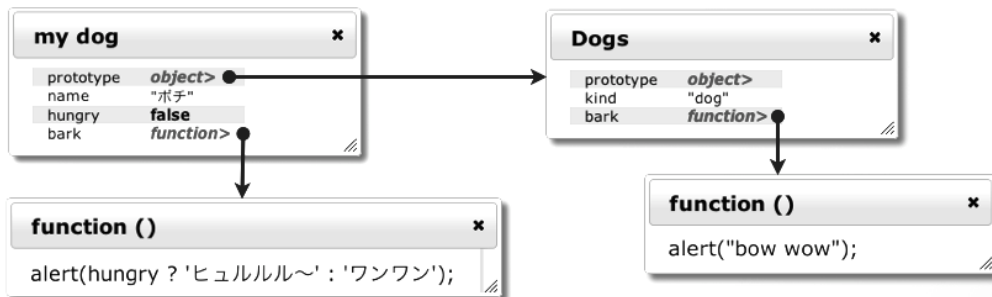 my dog ✖
prototype object>
name "ポチ"
hungry false
bark function>
Dogs ✖
prototype object>
kind "dog"
bark function>
function () ✖
alert(hungry ? 'ヒュルルル～' : 'ワンワン');
function () ✖
alert("bow wow");